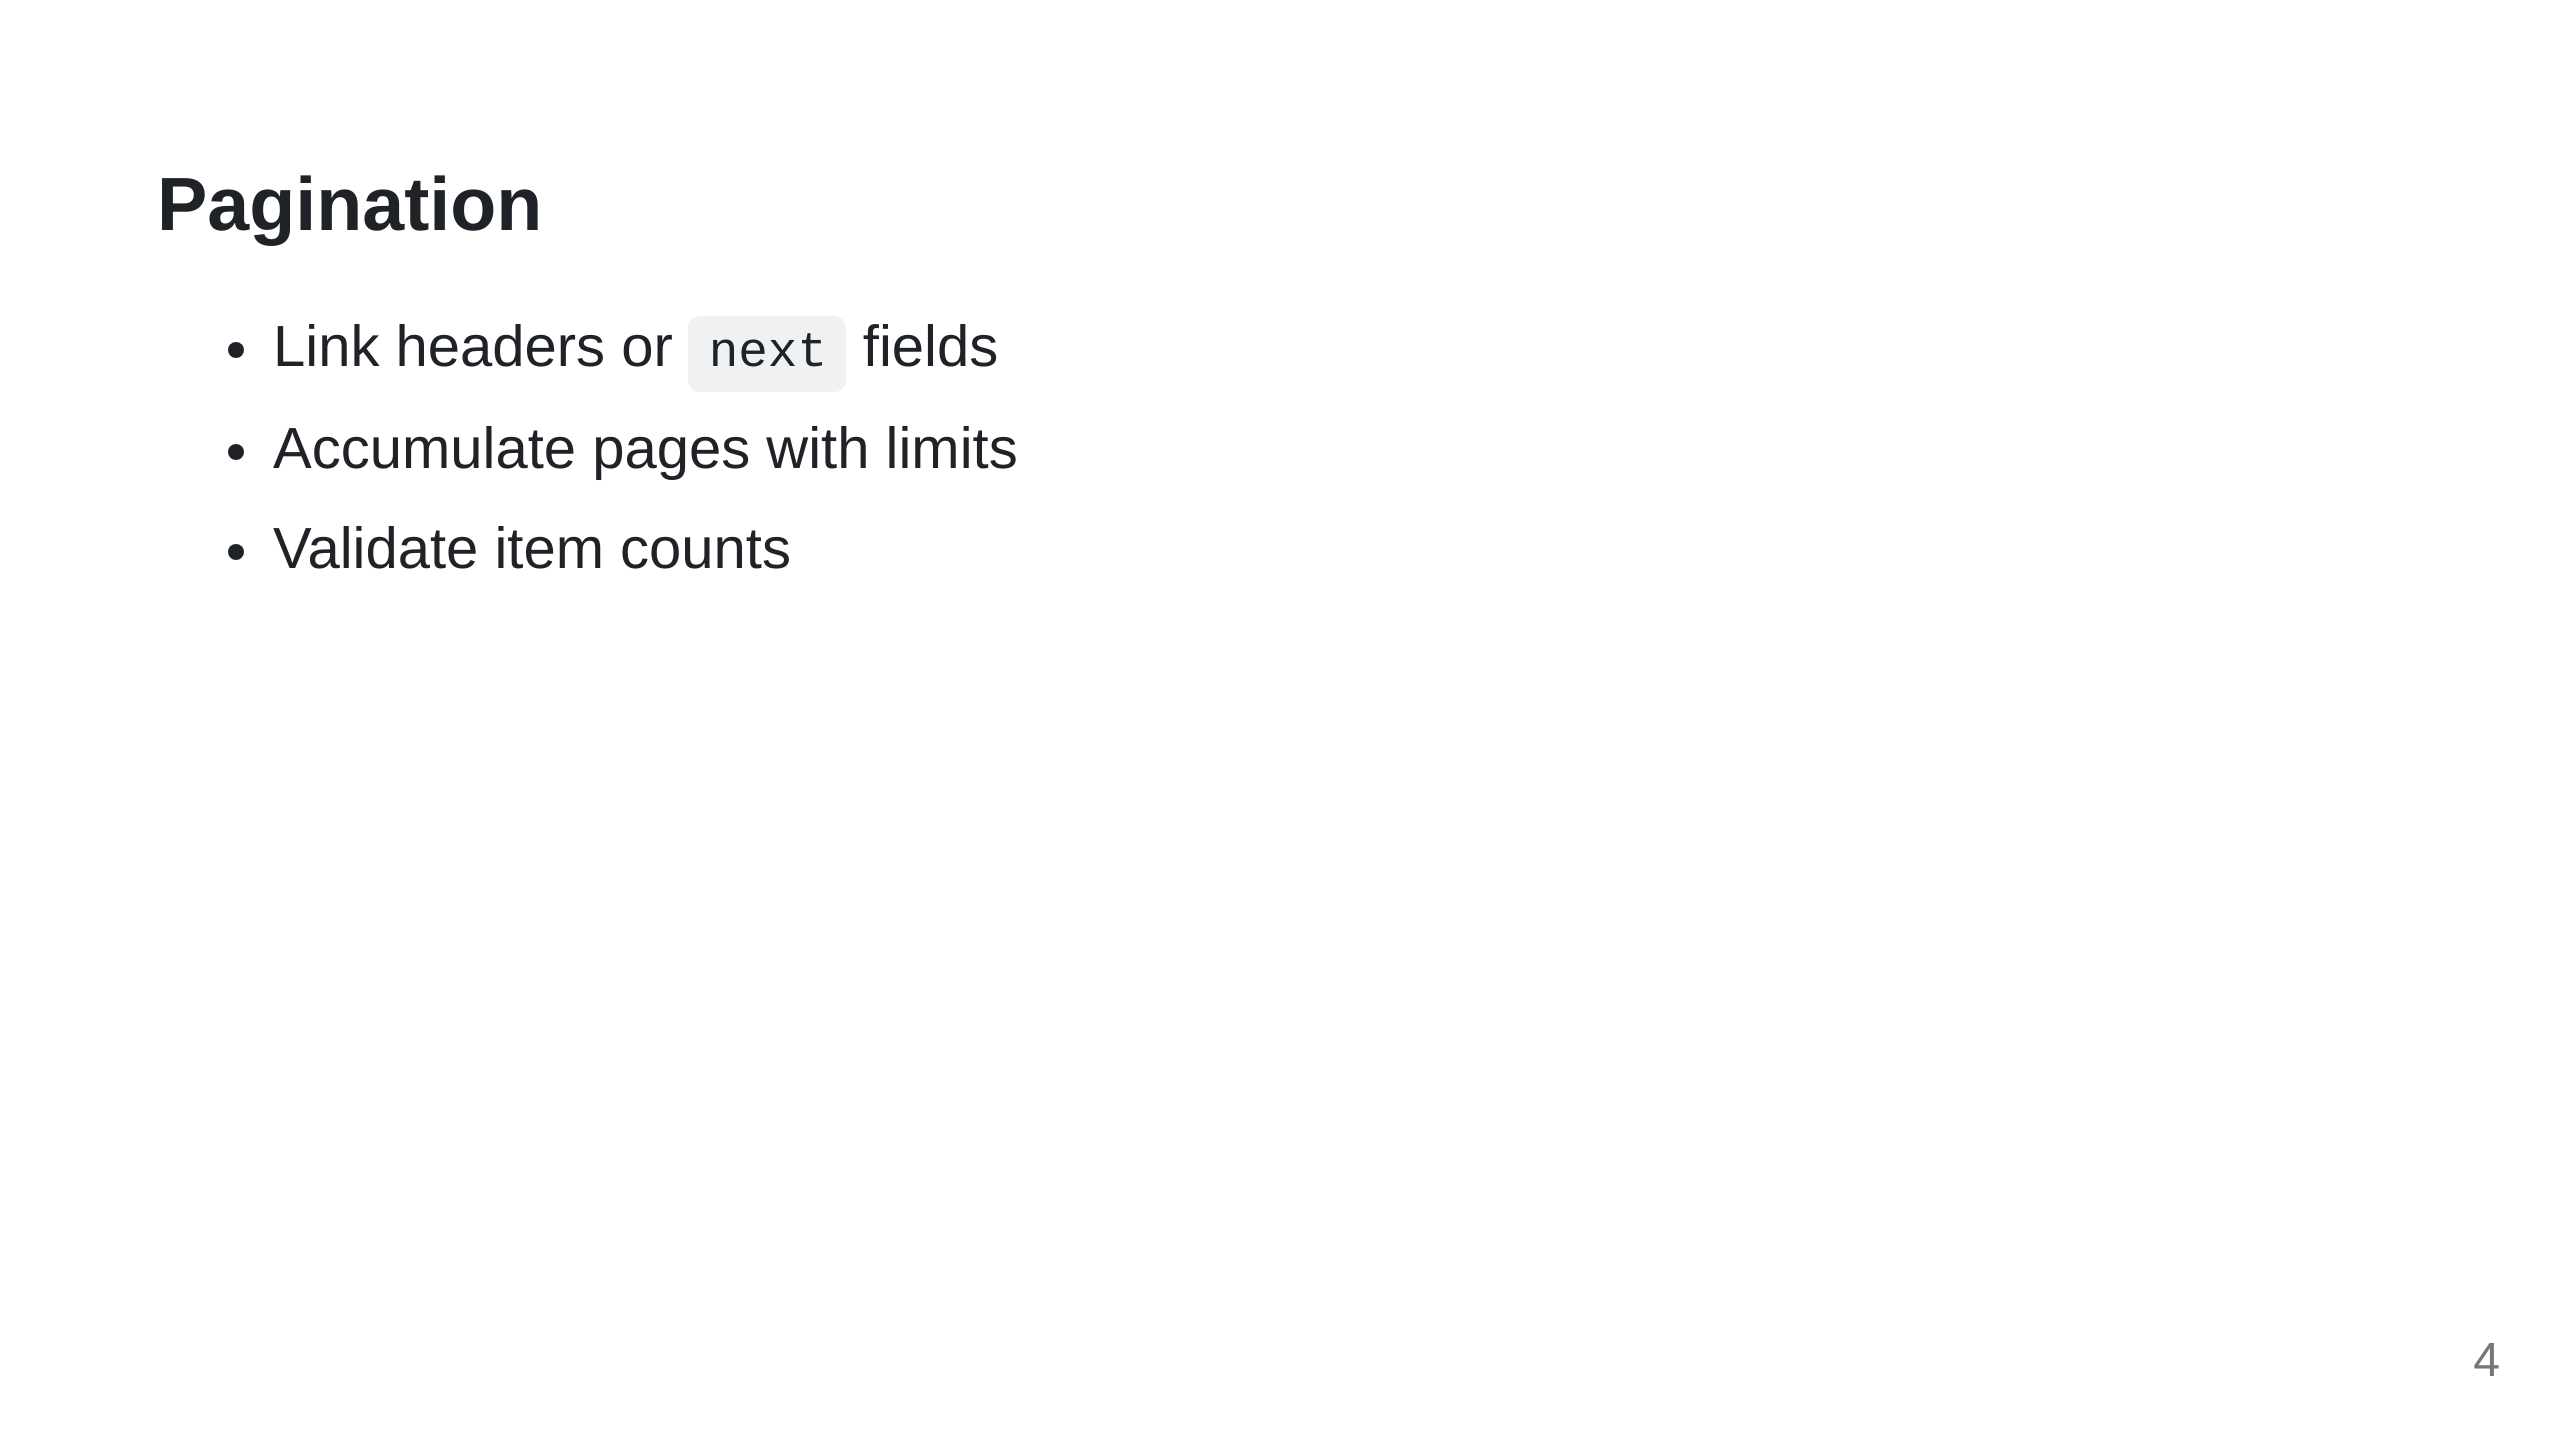 Pagination
Link headers or next fields
Accumulate pages with limits
Validate item counts
4